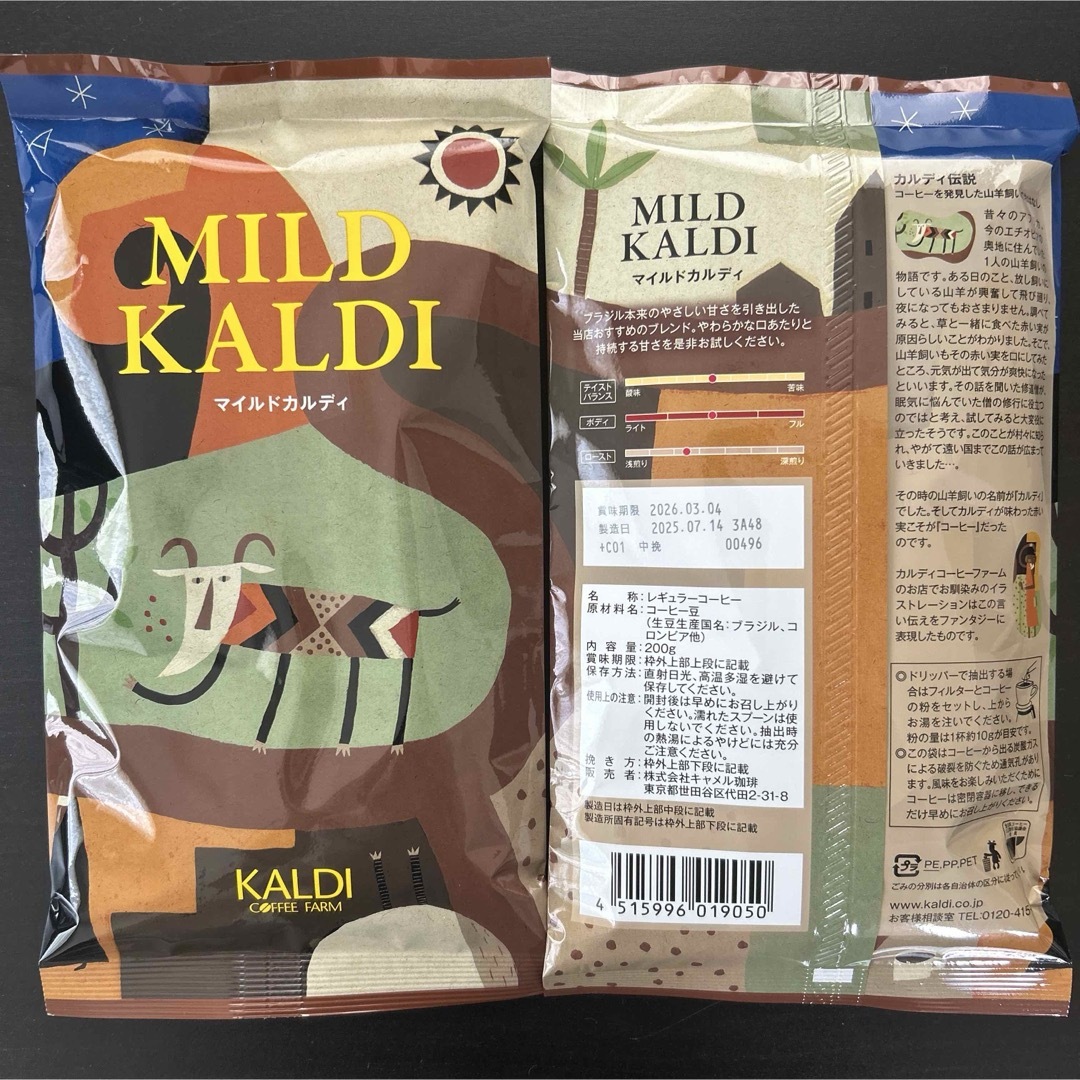 MILD
KALDI
マイルドカルディ
KALDI
COFFEE FARM
MILD
KALDI
マイルドカルディ
ブラジル本来のやさしい甘さを引き出した
当店おすすめのブレンド。やわらかな口あたりと
持続する甘さを是非お試しください。
テイスト
バランス
酸味 苦味
ボディ
ライト フル
ロースト
浅煎り 深煎り
賞味期限 2026.03.04
製造日 2025.07.14 3A48
+C01 中挽 00496
名称:レギュラーコーヒー
原材料名:コーヒー豆
(生豆生産国名:ブラジル、コ
ロンビア他)
内容量:200g
賞味期限:枠外上部上段に記載
保存方法:直射日光、高温多湿を避けて
保存してください。
使用上の注意:開封後は早めにお召し上がり
ください。濡れたスプーンは使
用しないでください。抽出時
の熱湯によるやけどには充分
ご注意ください。
挽き方:枠外上部下段に記載
販売者:株式会社キャメル珈琲
東京都世田谷区代田2-31-8
製造日は枠外上部中段に記載
製造所固有記号は枠外上部下段に記載
4 515996 019050
カルディ伝説
コーヒーを発見した山羊飼い
昔々のア
今のエチオピ
奥地に住んで
1人の山羊飼い
物語です。ある日のこと、放し飼いに
している山羊が興奮して飛び廻り、
夜になってもおさまりません。調べて
みると、草と一緒に食べた赤い実が
原因らしいことがわかりました。そこで、
山羊飼いもその赤い実を口にしてみた
ところ、元気が出て気分が爽快になった
といいます。その話を聞いた修道僧が、
眠気に悩んでいた僧の修行に役立つ
のではと考え、試してみると大変役に
立ったそうです。このことが村々に知ら
れ、やがて遠い国までこの話が広まって
いきました…。
その時の山羊飼いの名前が「カルディ」
でした。そしてカルディが味わった赤い
実こそが「コーヒー」だった
のです。
カルディコーヒーファーム
のお店でお馴染みのイラ
ストレーションはこの言
い伝えをファンタジーに
表現したものです。
◎ドリッパーで抽出する場
合はフィルターとコーヒー
の粉をセットし、上から
お湯を注いでください。
粉の量は1杯約10gが目安です。
◎この袋はコーヒーから出る炭酸ガス
による破裂を防ぐため通気孔があり
ます。風味をお楽しみいただくために
コーヒーは密閉容器に移し、できる
だけ早めにお召し上がりください。
プラ
PE,PP,PET
ごみの分別は各自治体の区分に従って
www.kaldi.co.jp
お客様相談室 TEL:0120-415